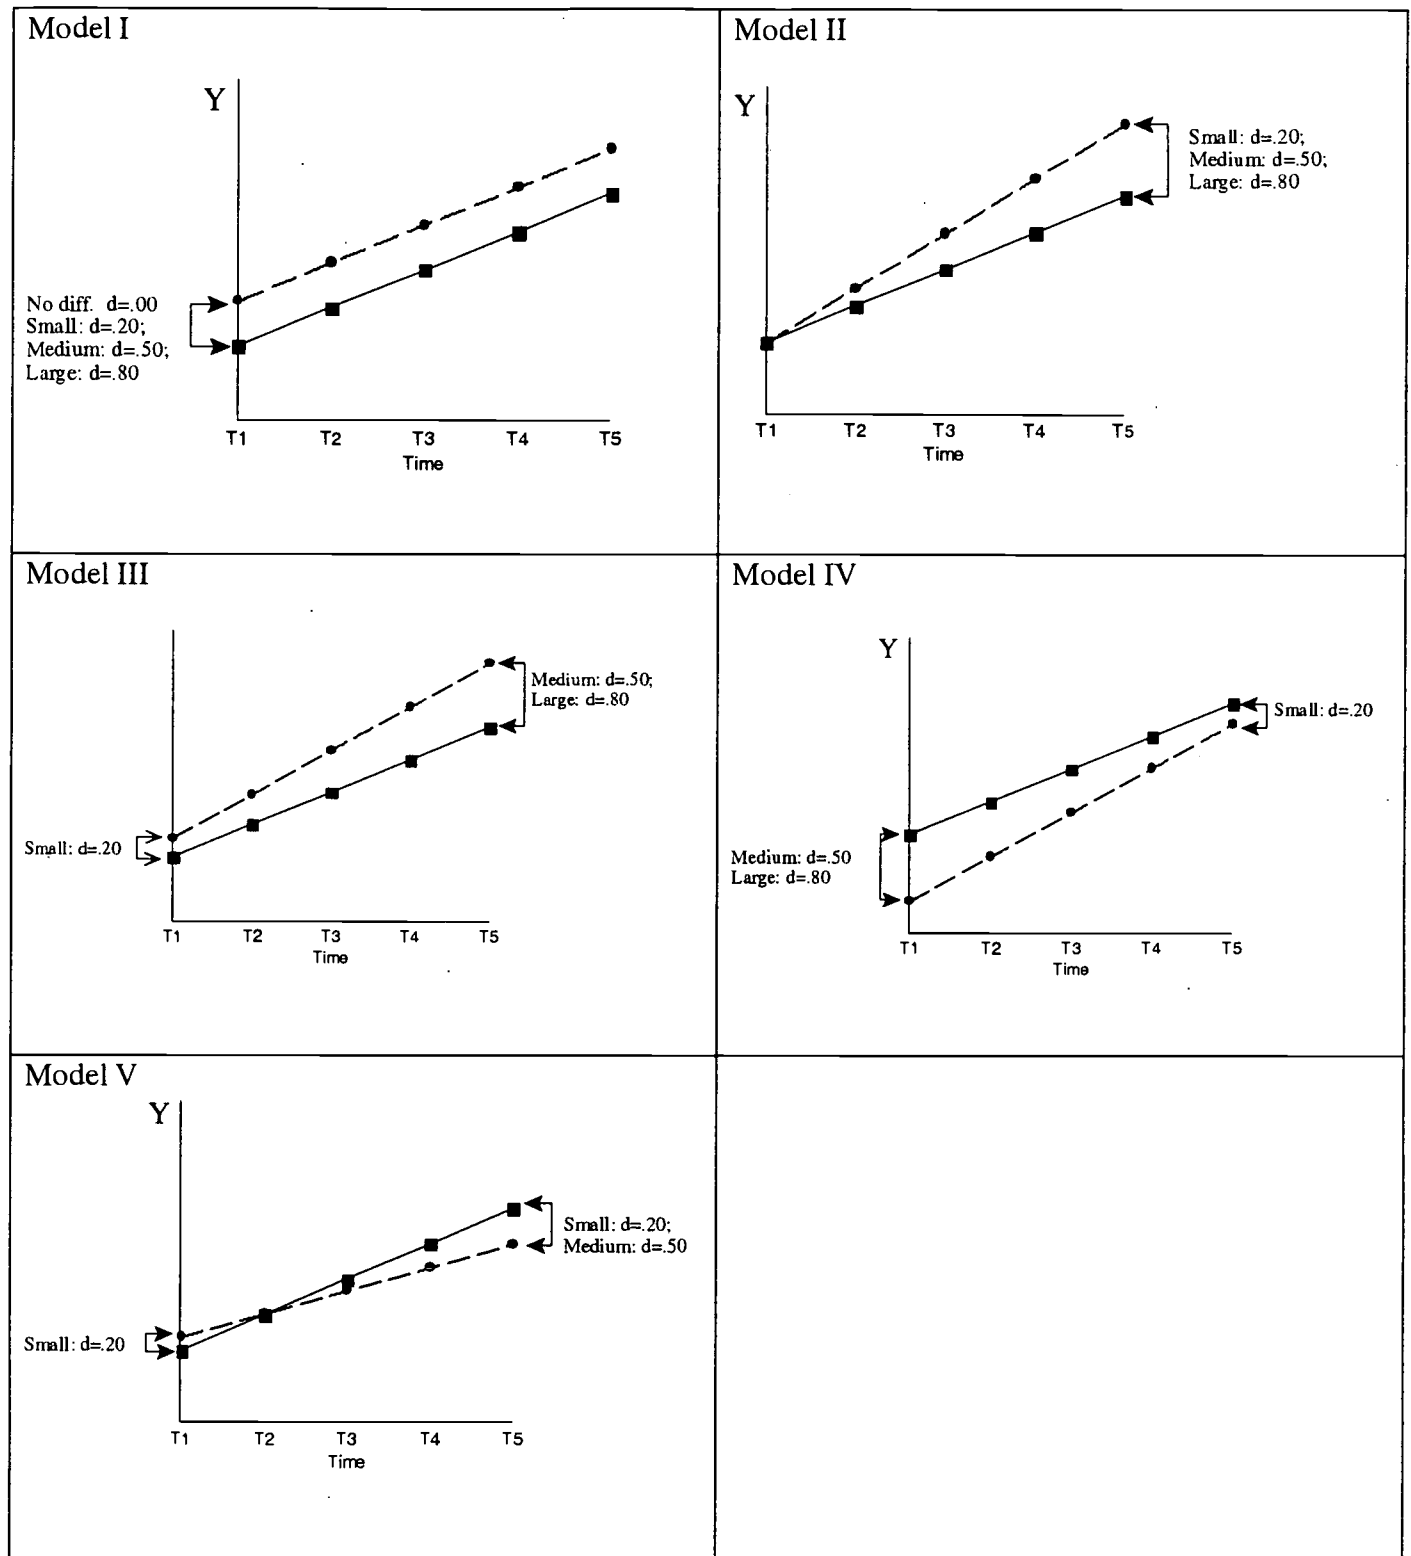 Model I
Y
No diff. d=.00
Small: d=.20;
Medium: d=.50;
Large: d=.80
T1 T2 T3 T4 T5
Time
Model II
Y
Small: d=.20;
Medium: d=.50;
Large: d=.80
T1 T2 T3 T4 T5
Time
Model III
Medium: d=.50;
Large: d=.80
Small: d=.20
T1 T2 T3 T4 T5
Time
Model IV
Y
Small: d=.20
Medium: d=.50
Large: d=.80
T1 T2 T3 T4 T5
Time
Model V
Y
Small: d=.20;
Medium: d=.50
Small: d=.20
T1 T2 T3 T4 T5
Time